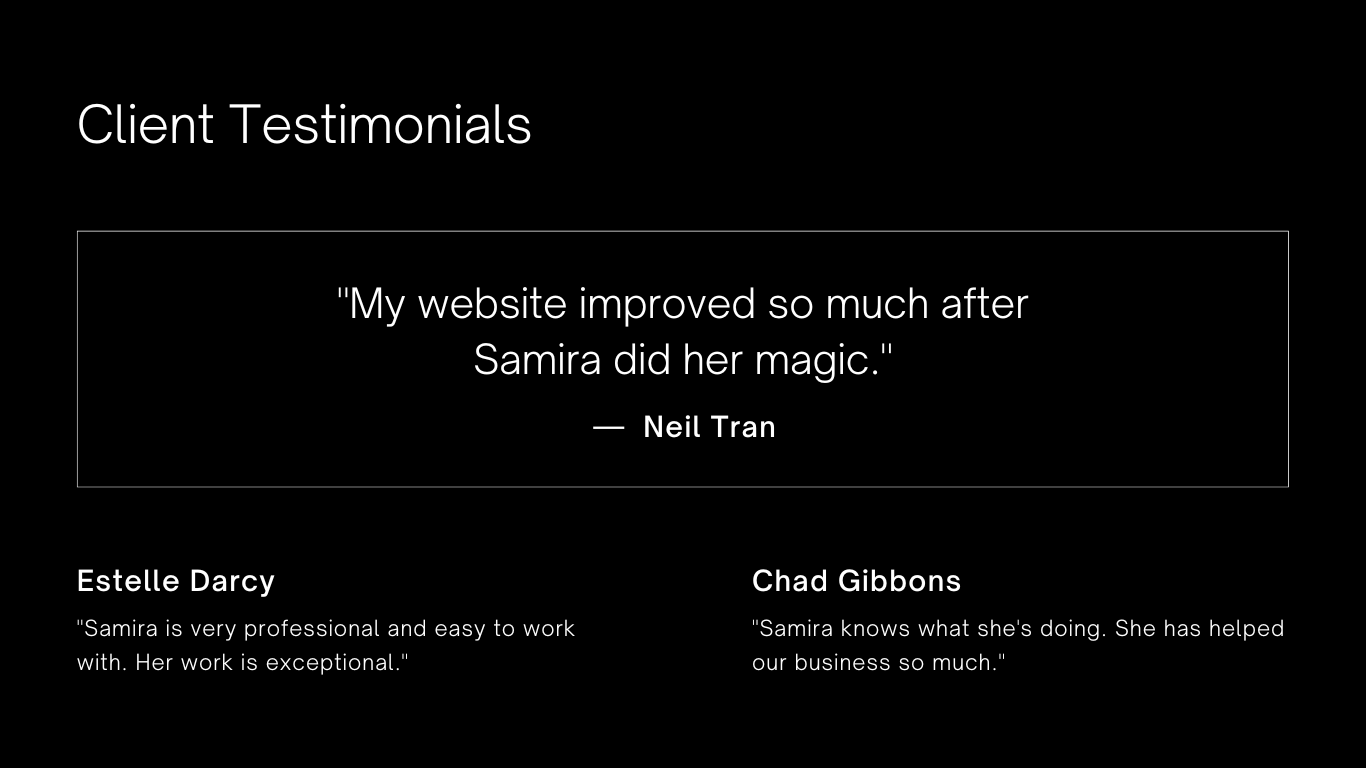 Client Testimonials
"My website improved so much after
Samira did her magic."
— Neil Tran
Estelle Darcy
"Samira is very professional and easy to work
with. Her work is exceptional."
Chad Gibbons
"Samira knows what she's doing. She has helped
our business so much."